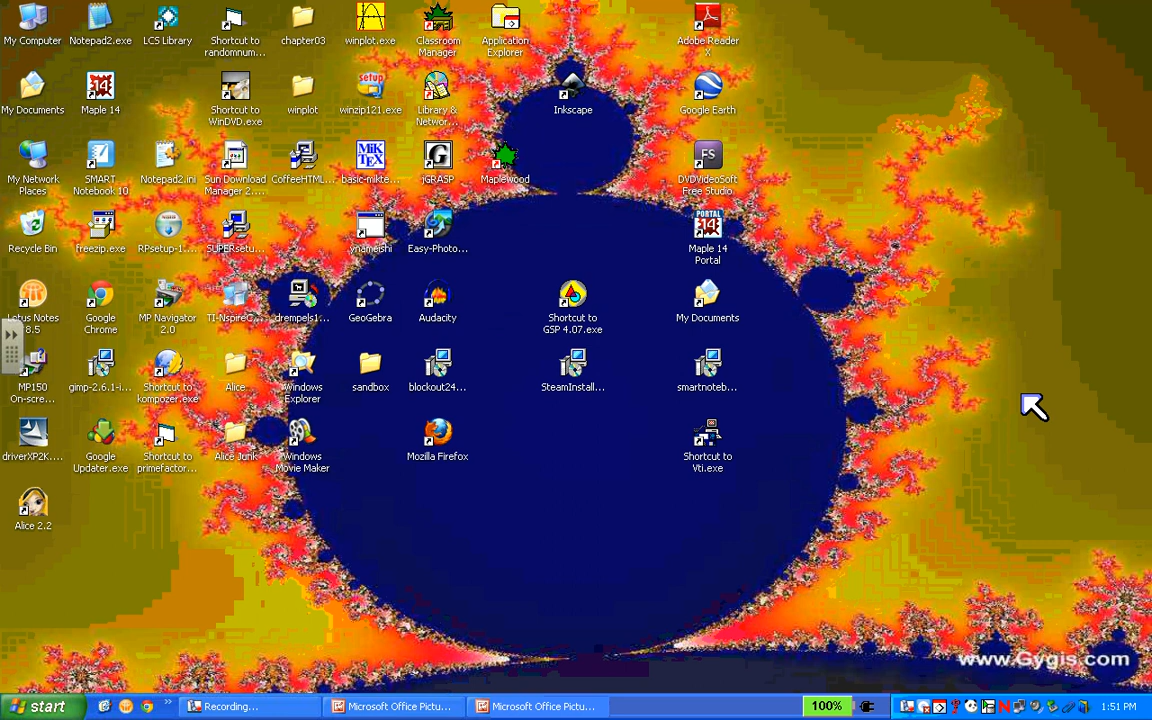 My Computer
Notepad2.exe
LCS Library
Shortcut to
randomnum...
chapter03
winplot.exe
Classroom
Manager
Application
Explorer
Adobe Reader
X
My Documents
Maple 14
Shortcut to
WinDVD.exe
winplot
setup
winzip121.exe
Library &
Networ...
Inkscape
Google Earth
My Network
Places
SMART
Notebook 10
Notepad2.ini
Sun Download
Manager 2....
CoffeeHTML...
MiK
TEX
basic-mikte...
G
jGRASP
Maplewood
FS
DVDVideoSoft
Free Studio
Recycle Bin
freezip.exe
RPsetup-1....
SUPERsetu...
ynameishi
Easy-Photo...
PORTAL
14
Maple 14
Portal
Lotus Notes
8.5
Google
Chrome
MP Navigator
2.0
TI-NspireC...
drempels1...
GeoGebra
Audacity
Shortcut to
GSP 4.07.exe
My Documents
MP150
On-scre...
gimp-2.6.1-i...
Shortcut to
kompozer.exe
Alice
Windows
Explorer
sandbox
blockout24...
SteamInstall...
smartnoteb...
driverXP2K....
Google
Updater.exe
Shortcut to
primefactor...
Alice Junk
Windows
Movie Maker
Mozilla Firefox
Shortcut to
Vti.exe
Alice 2.2
www.Gygis.com
start
Recording...
Microsoft Office Pictu...
Microsoft Office Pictu...
100%
1:51 PM